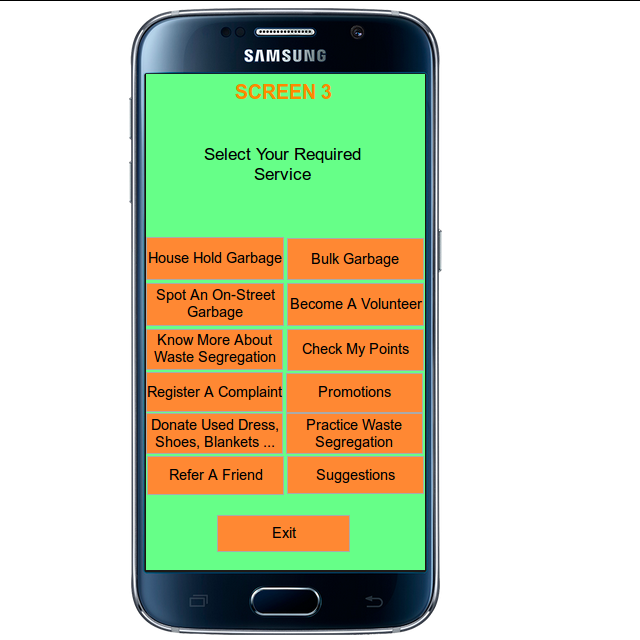 SAMSUNG
SCREEN 3
Select Your Required
Service
House Hold Garbage
Bulk Garbage
Spot An On-Street
Garbage
Become A Volunteer
Know More About
Waste Segregation
Check My Points
Register A Complaint
Promotions
Donate Used Dress,
Shoes, Blankets ...
Practice Waste
Segregation
Refer A Friend
Suggestions
Exit